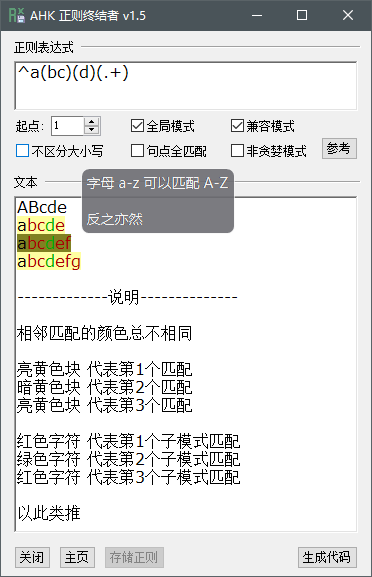 AHK 正则终结者 v1.5
正则表达式
^a(bc)(d)(.+)
起点: 1 全局模式 兼容模式
不区分大小写 句点全匹配 非贪婪模式 参考
字母 a-z 可以匹配 A-Z
反之亦然
文本
ABcde
abcde
abcdef
abcdefg
-------------说明--------------
相邻匹配的颜色总不相同
亮黄色块 代表第1个匹配
暗黄色块 代表第2个匹配
亮黄色块 代表第3个匹配
红色字符 代表第1个子模式匹配
绿色字符 代表第2个子模式匹配
红色字符 代表第3个子模式匹配
以此类推
关闭 主页 存储正则 生成代码